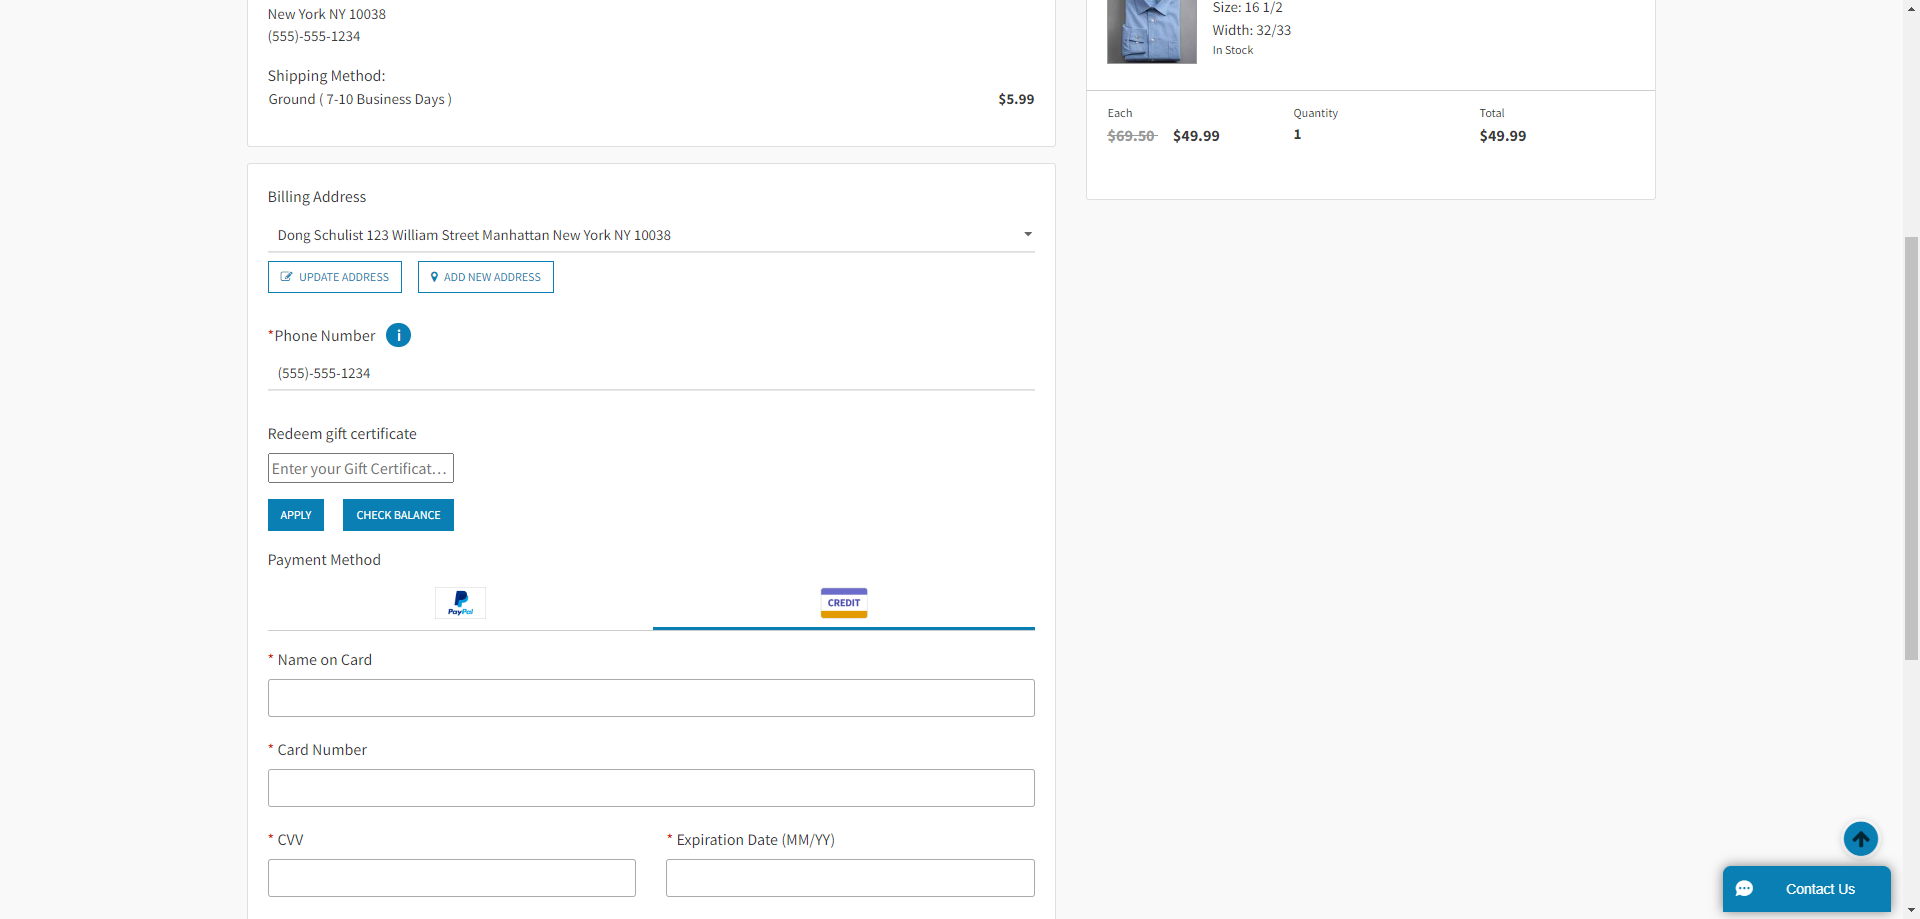 New York NY 10038
(555)-555-1234
Shipping Method:
Ground ( 7-10 Business Days )
$5.99
Billing Address
Dong Schulist 123 William Street Manhattan New York NY 10038
UPDATE ADDRESS
ADD NEW ADDRESS
*Phone Number
i
(555)-555-1234
Redeem gift certificate
Enter your Gift Certificat...
APPLY
CHECK BALANCE
Payment Method
PayPal
CREDIT
* Name on Card
* Card Number
* CVV
* Expiration Date (MM/YY)
Size: 16 1/2
Width: 32/33
In Stock
Each
Quantity
Total
$69.50 $49.99
1
$49.99
Contact Us